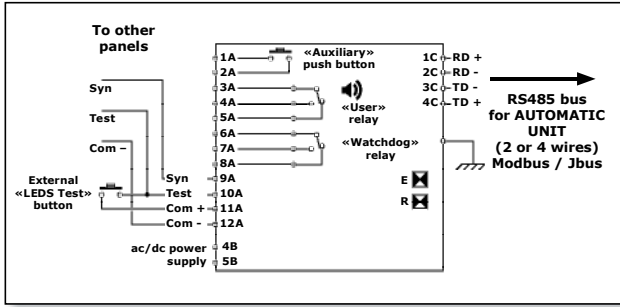 To other
panels
Syn
Test
Com –
External
«LEDS Test»
button
Syn
Test
Com +
Com -
ac/dc power
supply
1A
2A
3A
4A
5A
6A
7A
8A
9A
10A
11A
12A
4B
5B
«Auxiliary»
push button
«User»
relay
«Watchdog»
relay
E
R
1C RD +
2C RD -
3C TD -
4C TD +
RS485 bus
for AUTOMATIC
UNIT
(2 or 4 wires)
Modbus / Jbus